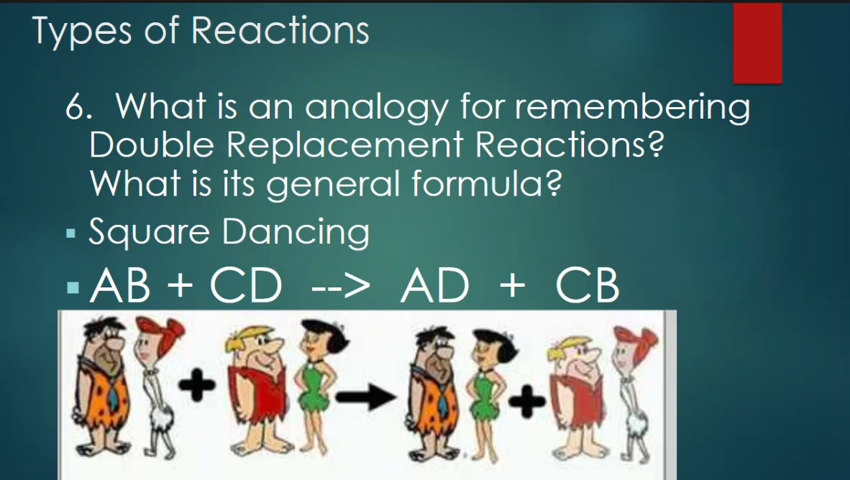 Types of Reactions
6. What is an analogy for remembering
Double Replacement Reactions?
What is its general formula?
▪ Square Dancing
▪ AB + CD --> AD + CB